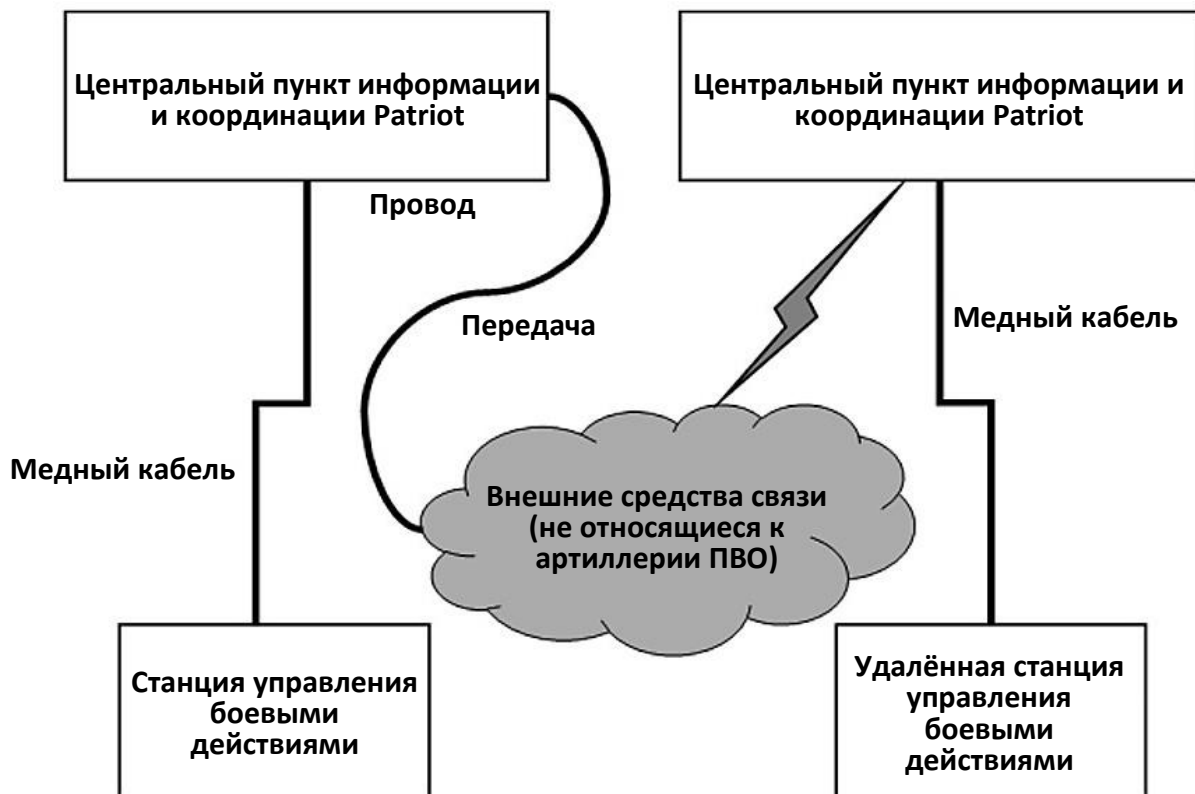 Центральный пункт информации
и координации Patriot
Центральный пункт информации и
координации Patriot
Провод
Передача
Медный кабель
Медный кабель
Внешние средства связи
(не относящиеся к
артиллерии ПВО)
Станция управления
боевыми
действиями
Удалённая станция
управления
боевыми
действиями